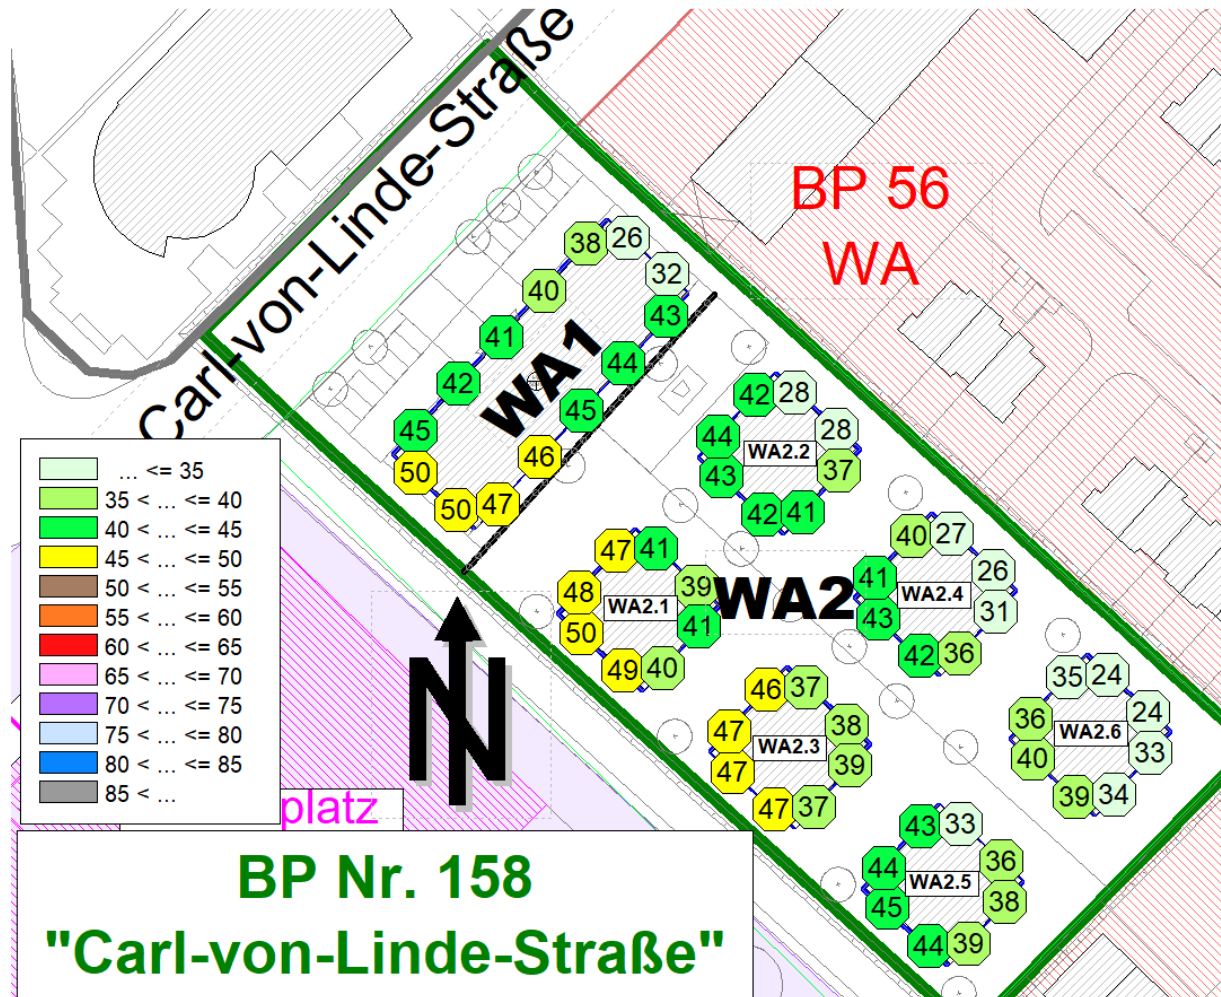 Carl-von-Linde-Straße
BP 56
WA
38 26
32
40
43
41
WA1
44
42
45
45
46
50
50 47
42 28
44 28
WA2.2
43 37
42 41
47 41
48 39
WA2.1
50 41
49 40
WA2
40 27
41 26
WA2.4
43 31
42 36
46 37
47 38
WA2.3
47 39
47 37
35 24
36 24
WA2.6
40 33
39 34
43 33
44 36
WA2.5
45 38
44 39
... <= 35
35 < ... <= 40
40 < ... <= 45
45 < ... <= 50
50 < ... <= 55
55 < ... <= 60
60 < ... <= 65
65 < ... <= 70
70 < ... <= 75
75 < ... <= 80
80 < ... <= 85
85 < ...
N
platz
BP Nr. 158
"Carl-von-Linde-Straße"